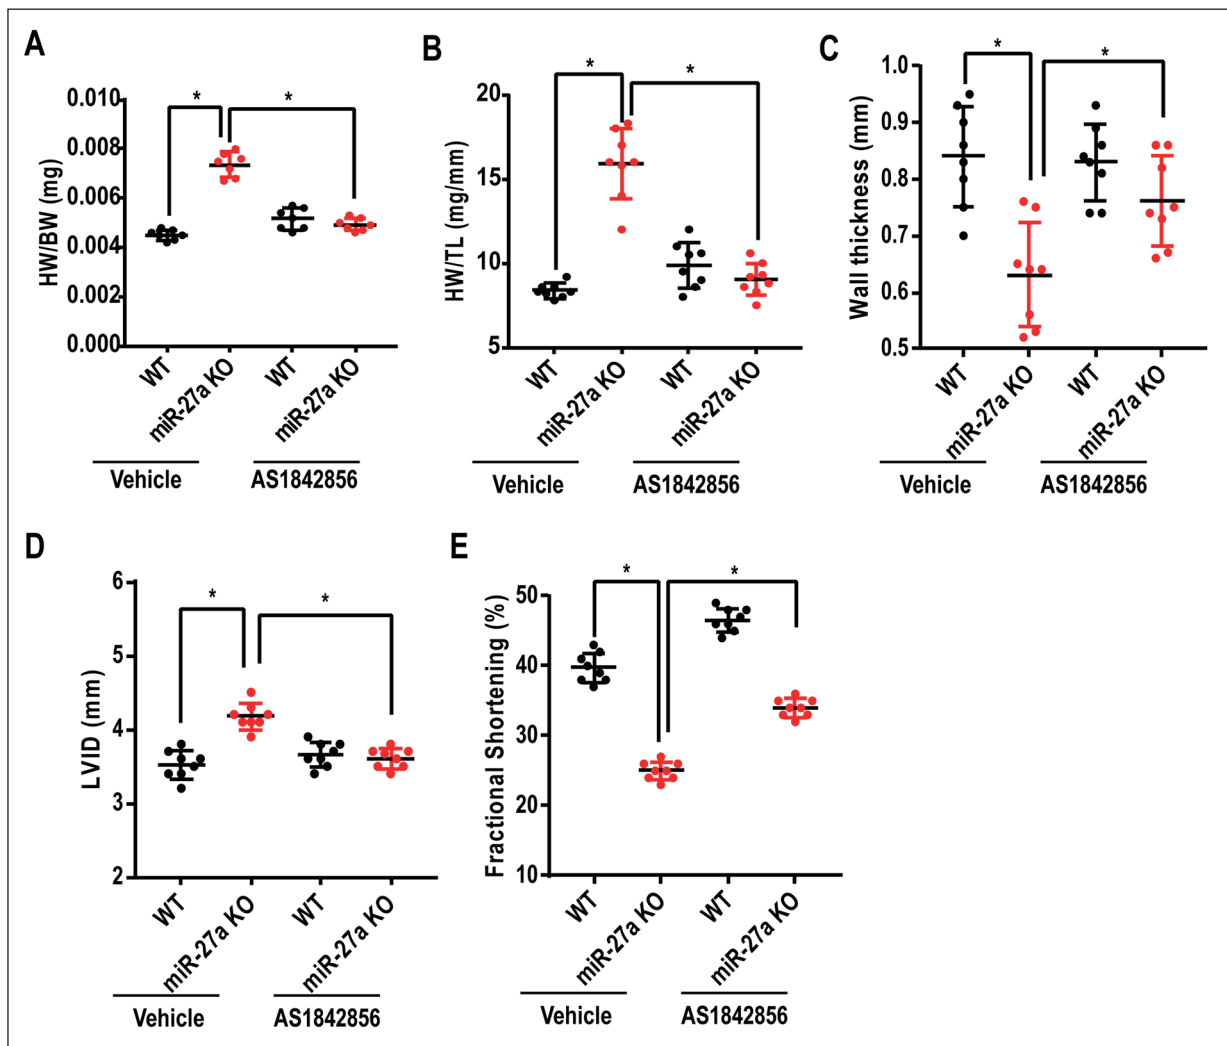 A
HW/BW (mg)
0.010
0.008
0.006
0.004
0.002
0.000
*
*
WT
miR-27a KO
WT
miR-27a KO
Vehicle
AS1842856
B
HW/TL (mg/mm)
20
15
10
5
*
*
WT
miR-27a KO
WT
miR-27a KO
Vehicle
AS1842856
C
Wall thickness (mm)
1.0
0.9
0.8
0.7
0.6
0.5
*
*
WT
miR-27a KO
WT
miR-27a KO
Vehicle
AS1842856
D
LVID (mm)
6
5
4
3
2
*
*
WT
miR-27a KO
WT
miR-27a KO
Vehicle
AS1842856
E
Fractional Shortening (%)
50
40
30
20
10
*
*
WT
miR-27a KO
WT
miR-27a KO
Vehicle
AS1842856